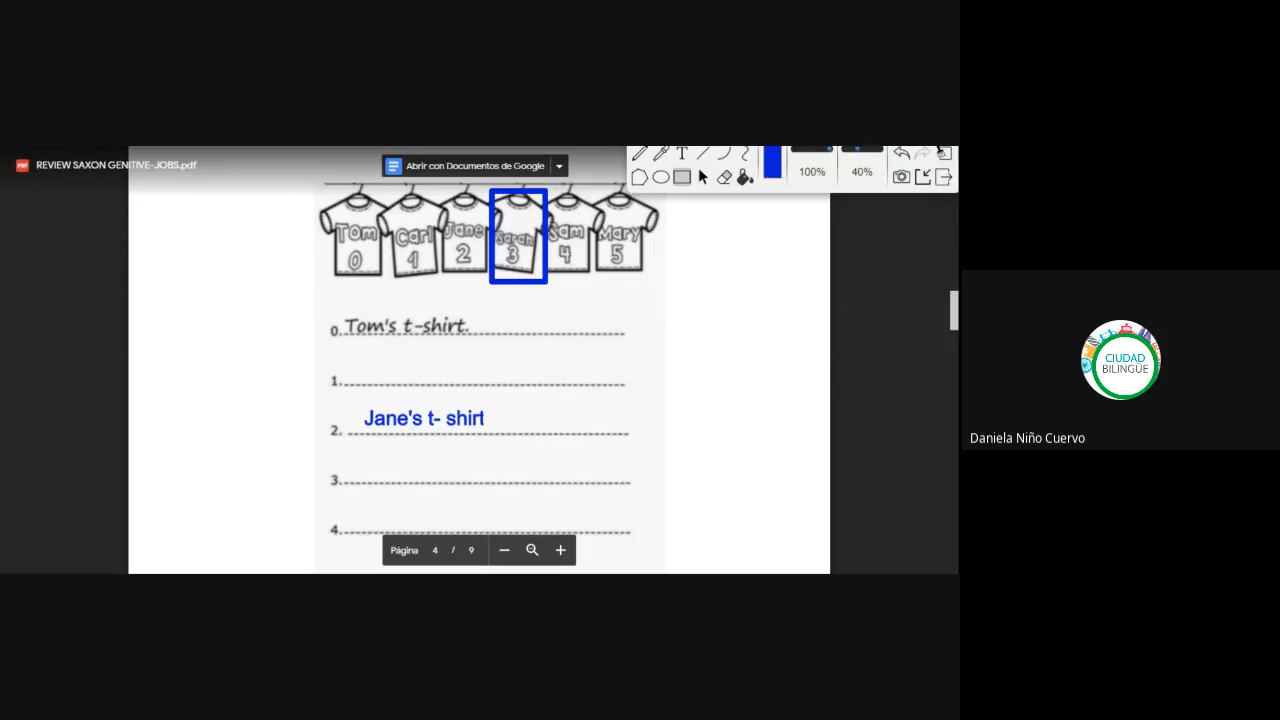 REVIEW SAXON GENITIVE-JOBS.pdf
Abrir con Documentos de Google
T
100%
40%
Tom Carl Jane Sarah Sam Mary
0 1 2 3 4 5
0. Tom's t-shirt.
1.
2. Jane's t- shirt
3.
4.
Página 4 / 9
CIUDAD
BILINGÜE
Daniela Niño Cuervo